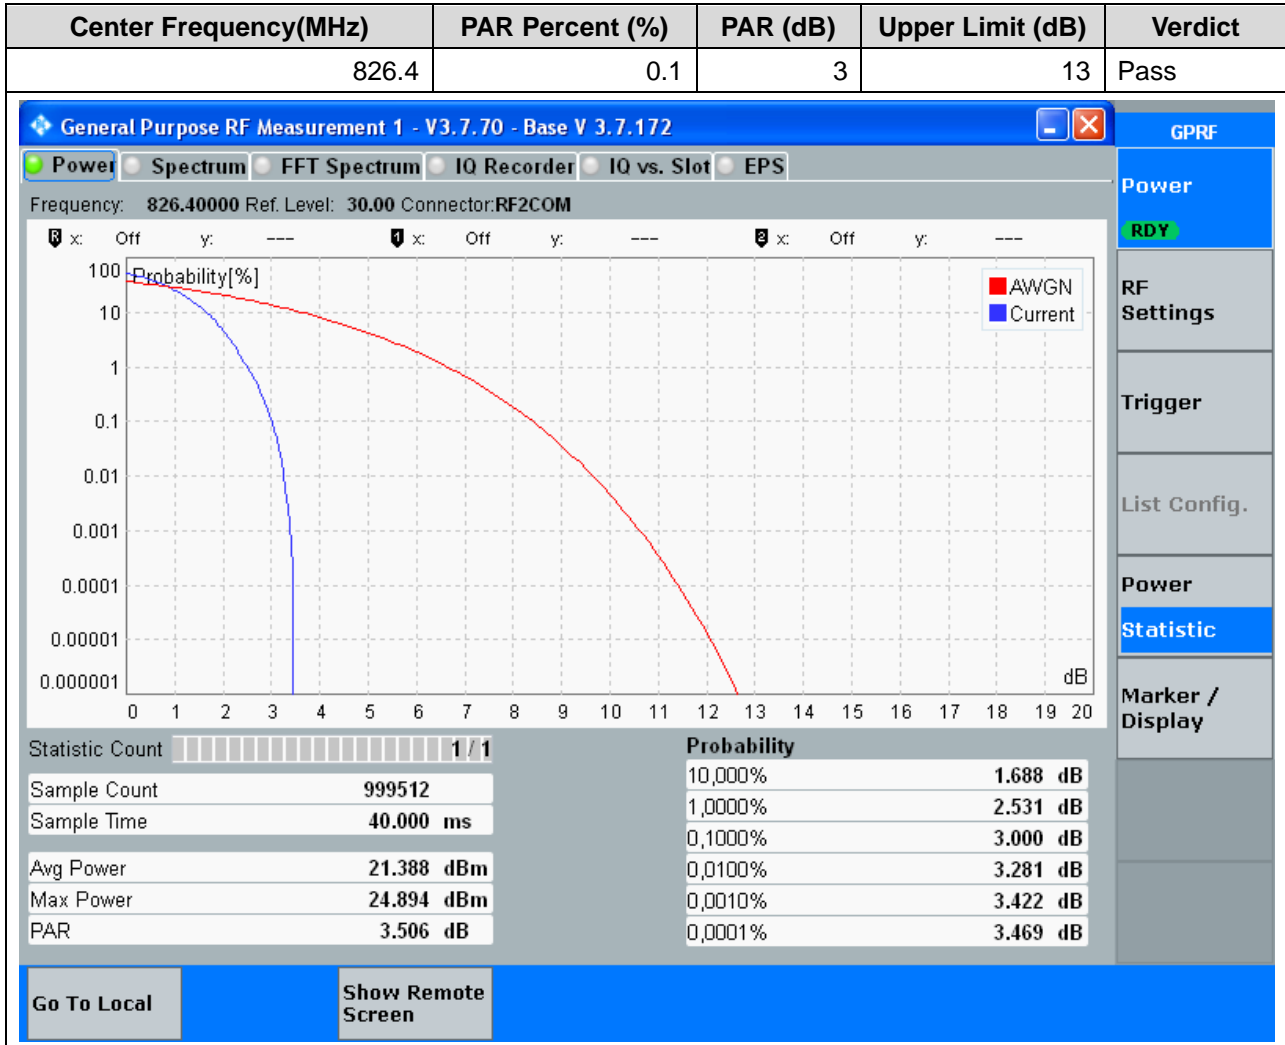 Center Frequency(MHz) PAR Percent (%) PAR (dB) Upper Limit (dB) Verdict
826.4 0.1 3 13 Pass
General Purpose RF Measurement 1 - V3.7.70 - Base V 3.7.172
GPRF
Power Spectrum FFT Spectrum IQ Recorder IQ vs. Slot EPS
Frequency: 826.40000 Ref. Level: 30.00 Connector:RF2COM
R x: Off y: --- 1 x: Off y: --- 2 x: Off y: ---
Probability[%]
100
10
1
0.1
0.01
0.001
0.0001
0.00001
0.000001
AWGN
Current
dB
0 1 2 3 4 5 6 7 8 9 10 11 12 13 14 15 16 17 18 19 20
Power
RDY
RF
Settings
Trigger
List Config.
Power
Statistic
Marker /
Display
Statistic Count 1 / 1
Sample Count 999512
Sample Time 40.000 ms
Avg Power 21.388 dBm
Max Power 24.894 dBm
PAR 3.506 dB
Probability
10,000% 1.688 dB
1,0000% 2.531 dB
0,1000% 3.000 dB
0,0100% 3.281 dB
0,0010% 3.422 dB
0,0001% 3.469 dB
Go To Local
Show Remote
Screen